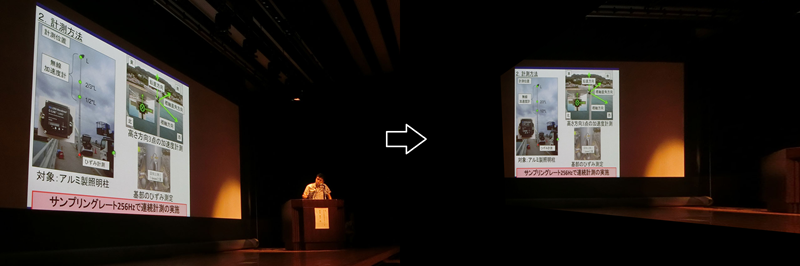 2. 計測方法
計測位置
無線
加速度計
L
ひずみ計測
高さ方向3点の加速度計測
対象：アルミ製照明柱
基部のひずみ測定
サンプリングレート256Hzで連続計測の実施
2. 計測方法
計測位置
無線
加速度計
高さ方向3点の加速度計測
対象：アルミ製照明柱
基部のひずみ測定
サンプリングレート256Hzで連続計測の実施